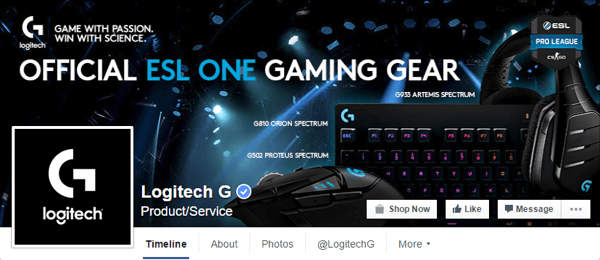 G
logitech
GAME WITH PASSION.
WIN WITH SCIENCE.
ESL
PRO LEAGUE
CS GO
OFFICIAL ESL ONE GAMING GEAR
G933 ARTEMIS SPECTRUM
G810 ORION SPECTRUM
G502 PROTEUS SPECTRUM
G
ESC
G
logitech
Logitech G
Product/Service
Shop Now
Like
Message
Timeline
About
Photos
@LogitechG
More